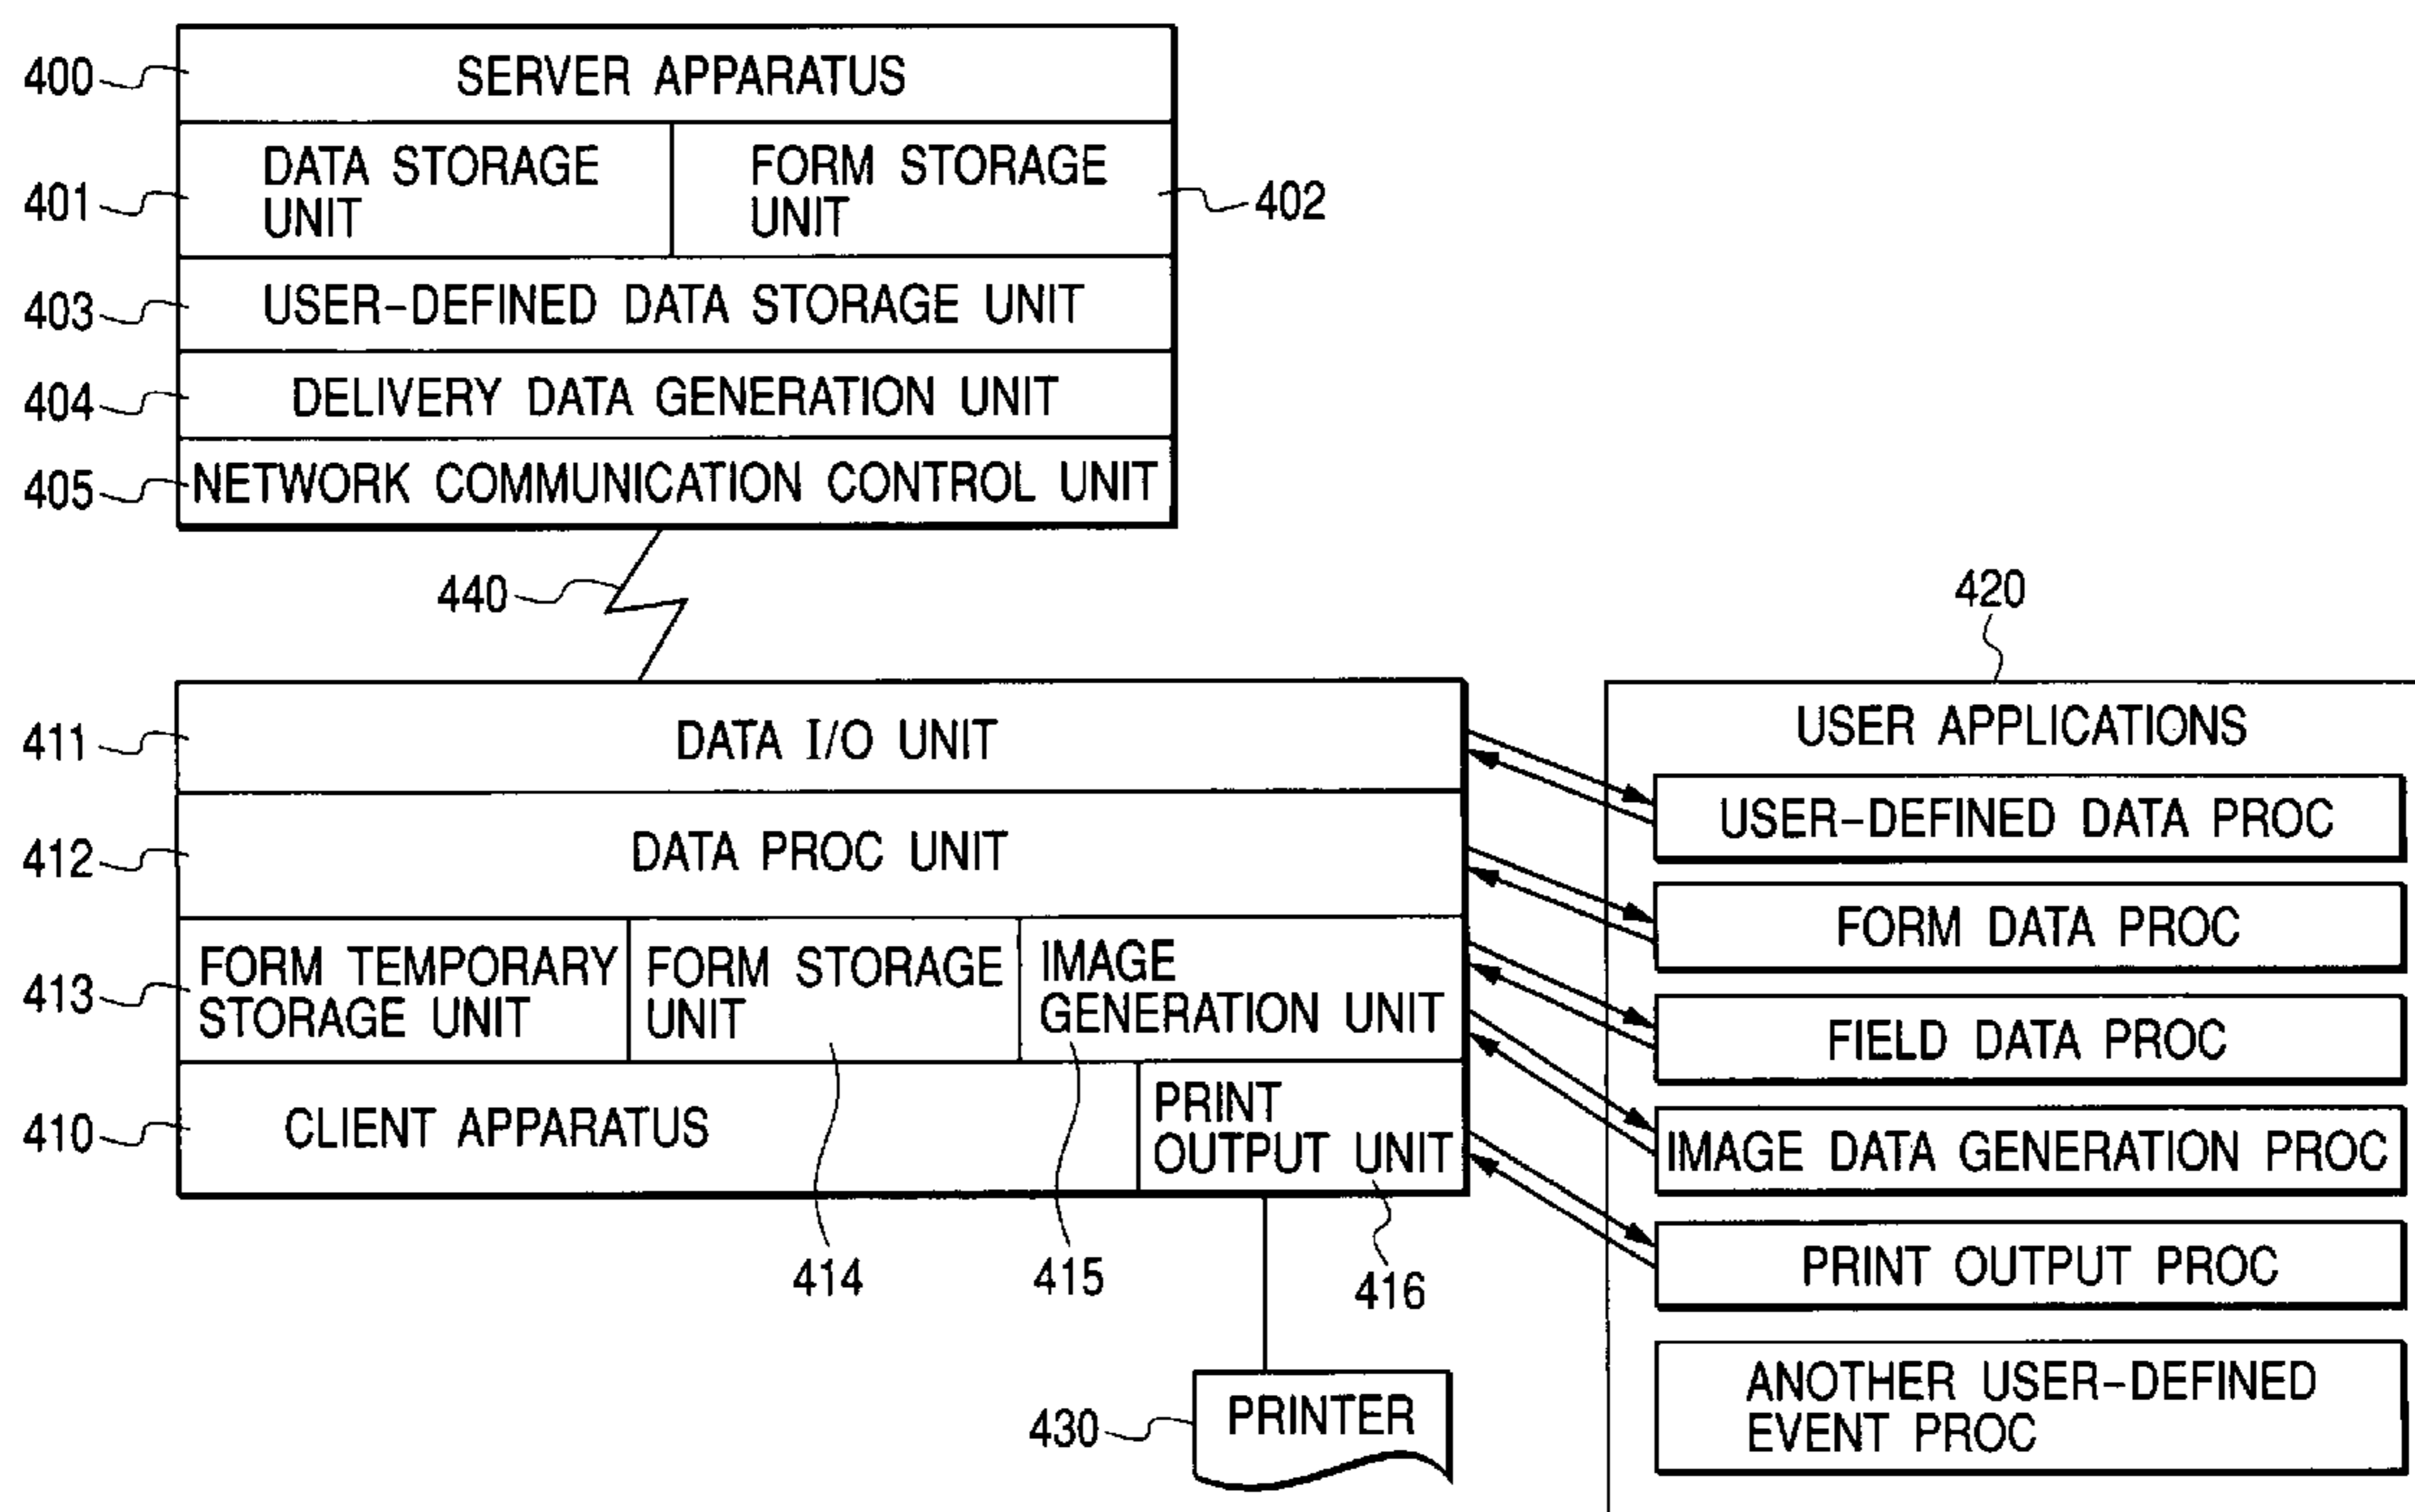 400
SERVER APPARATUS
401
DATA STORAGE
UNIT
FORM STORAGE
UNIT
402
403
USER-DEFINED DATA STORAGE UNIT
404
DELIVERY DATA GENERATION UNIT
405
NETWORK COMMUNICATION CONTROL UNIT
440
411
DATA I/O UNIT
412
DATA PROC UNIT
413
FORM TEMPORARY
STORAGE UNIT
FORM STORAGE
UNIT
IMAGE
GENERATION UNIT
410
CLIENT APPARATUS
PRINT
OUTPUT UNIT
414
415
416
430
PRINTER
420
USER APPLICATIONS
USER-DEFINED DATA PROC
FORM DATA PROC
FIELD DATA PROC
IMAGE DATA GENERATION PROC
PRINT OUTPUT PROC
ANOTHER USER-DEFINED
EVENT PROC